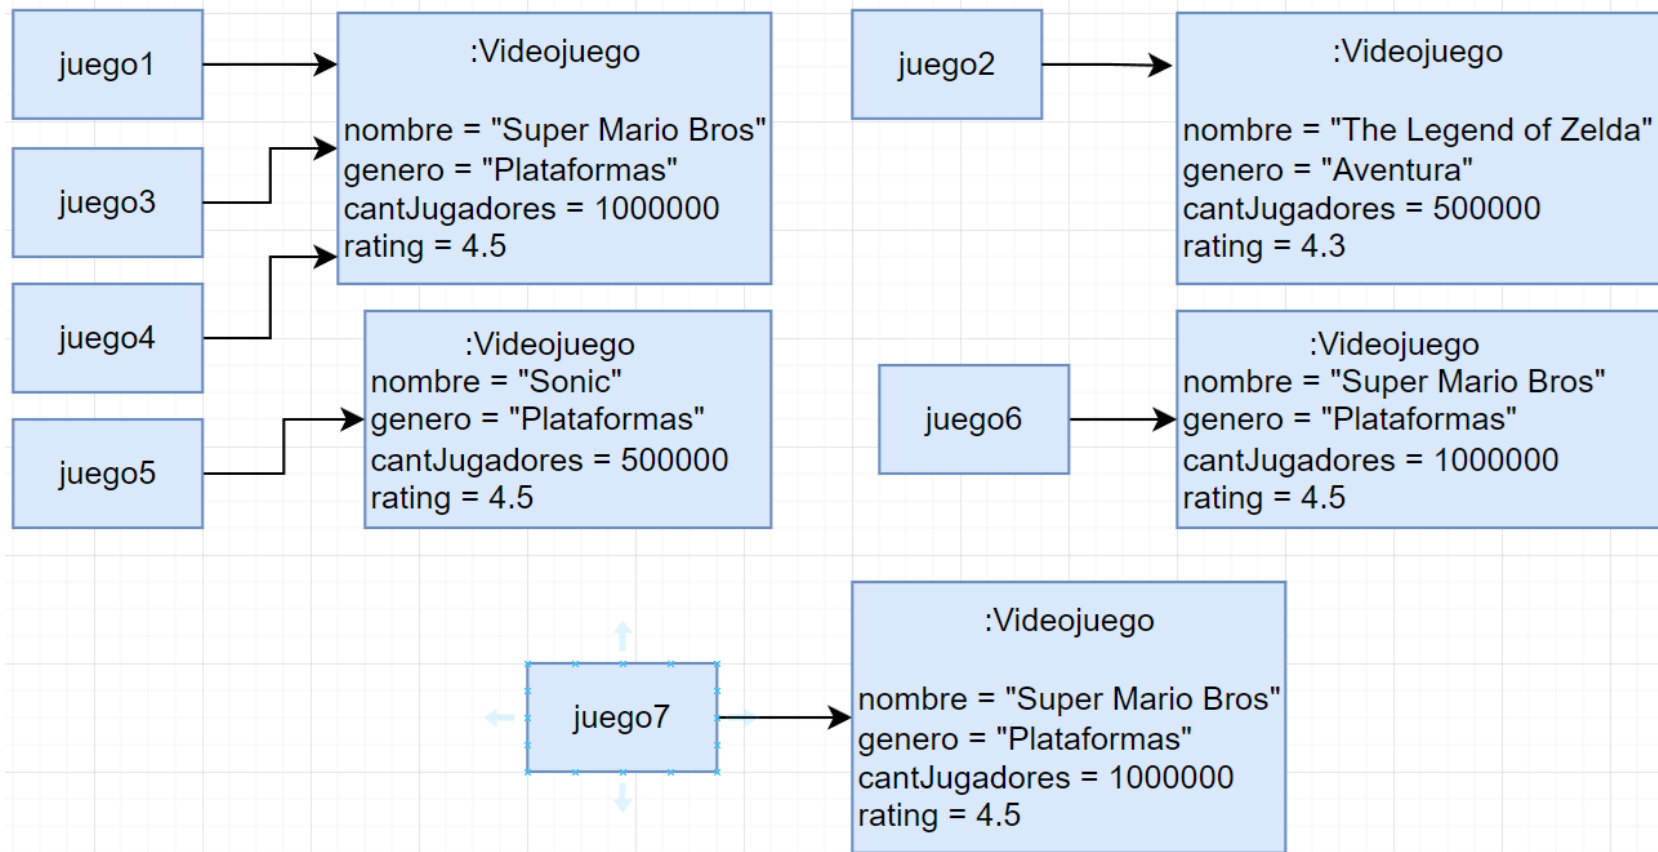 juego1
:Videojuego
nombre = "Super Mario Bros"
genero = "Plataformas"
cantJugadores = 1000000
rating = 4.5
juego3
juego4
juego2
:Videojuego
nombre = "The Legend of Zelda"
genero = "Aventura"
cantJugadores = 500000
rating = 4.3
juego5
:Videojuego
nombre = "Sonic"
genero = "Plataformas"
cantJugadores = 500000
rating = 4.5
juego6
:Videojuego
nombre = "Super Mario Bros"
genero = "Plataformas"
cantJugadores = 1000000
rating = 4.5
juego7
:Videojuego
nombre = "Super Mario Bros"
genero = "Plataformas"
cantJugadores = 1000000
rating = 4.5